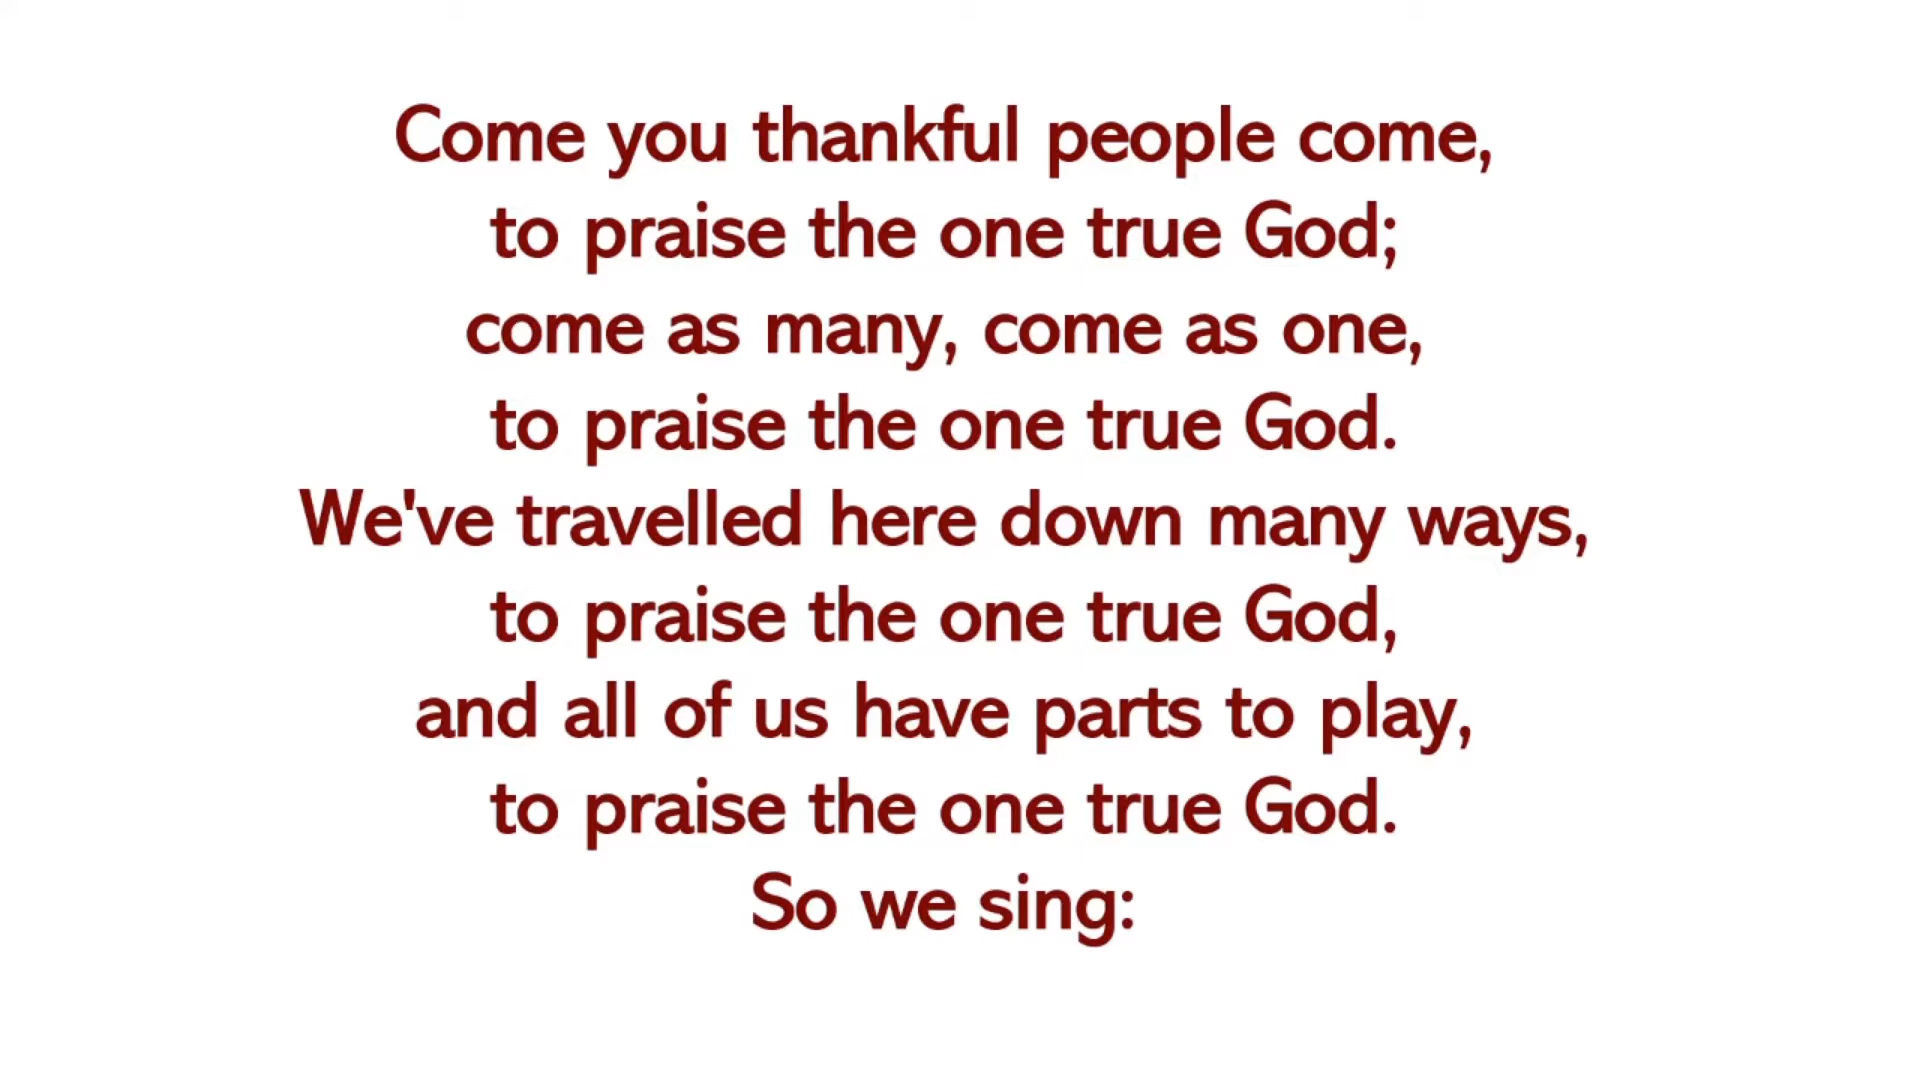 Come you thankful people come,
to praise the one true God;
come as many, come as one,
to praise the one true God.
We've travelled here down many ways,
to praise the one true God,
and all of us have parts to play,
to praise the one true God.
So we sing: